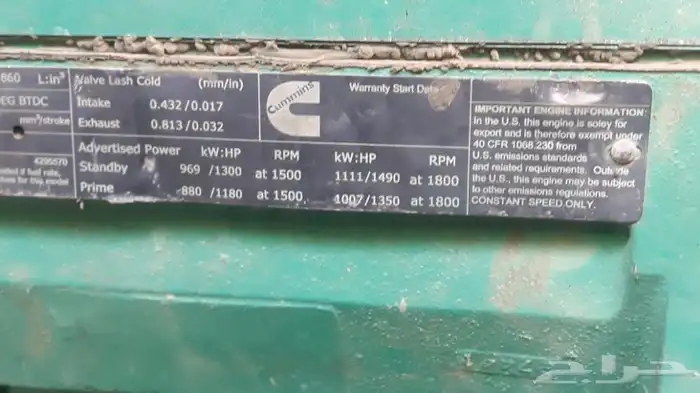 860 L:in³
EG BTDC
mm³/stroke
4295570
Valve Lash Cold (mm/in)
Intake 0.432/0.017
Exhaust 0.813/0.032
Cummins
Warranty Start Date
Advertised Power kW:HP RPM kW:HP RPM
Standby 969/1300 at 1500 1111/1490 at 1800
Prime 880/1180 at 1500 1007/1350 at 1800
IMPORTANT ENGINE INFORMATION:
In the U.S. this engine is soley for
export and is therefore exempt under
40 CFR 1068.230 from
U.S. emissions standards
and related requirements. Outside
the U.S., this engine may be subject
to other emissions regulations.
CONSTANT SPEED ONLY.
حراج